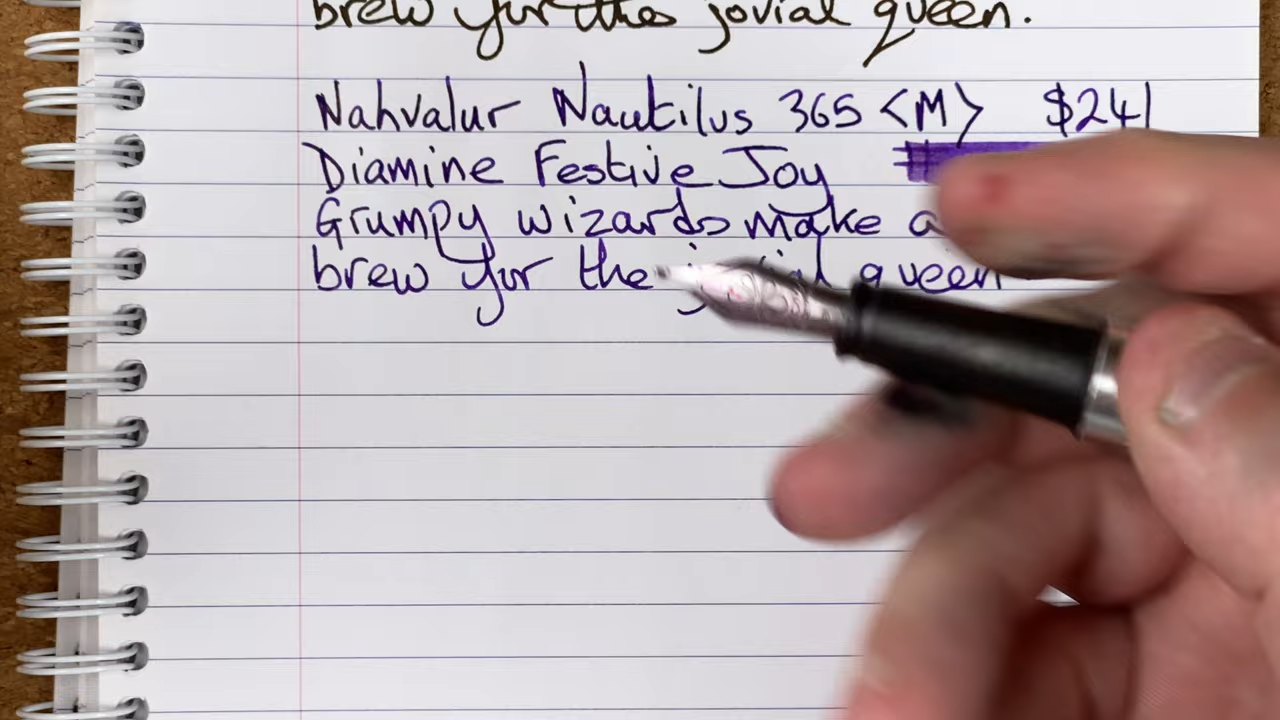 brew for the jovial queen.
Nahvalur Nautilus 365 <M> $241
Diamine Festive Joy
Grumpy wizards make a
brew for the queen